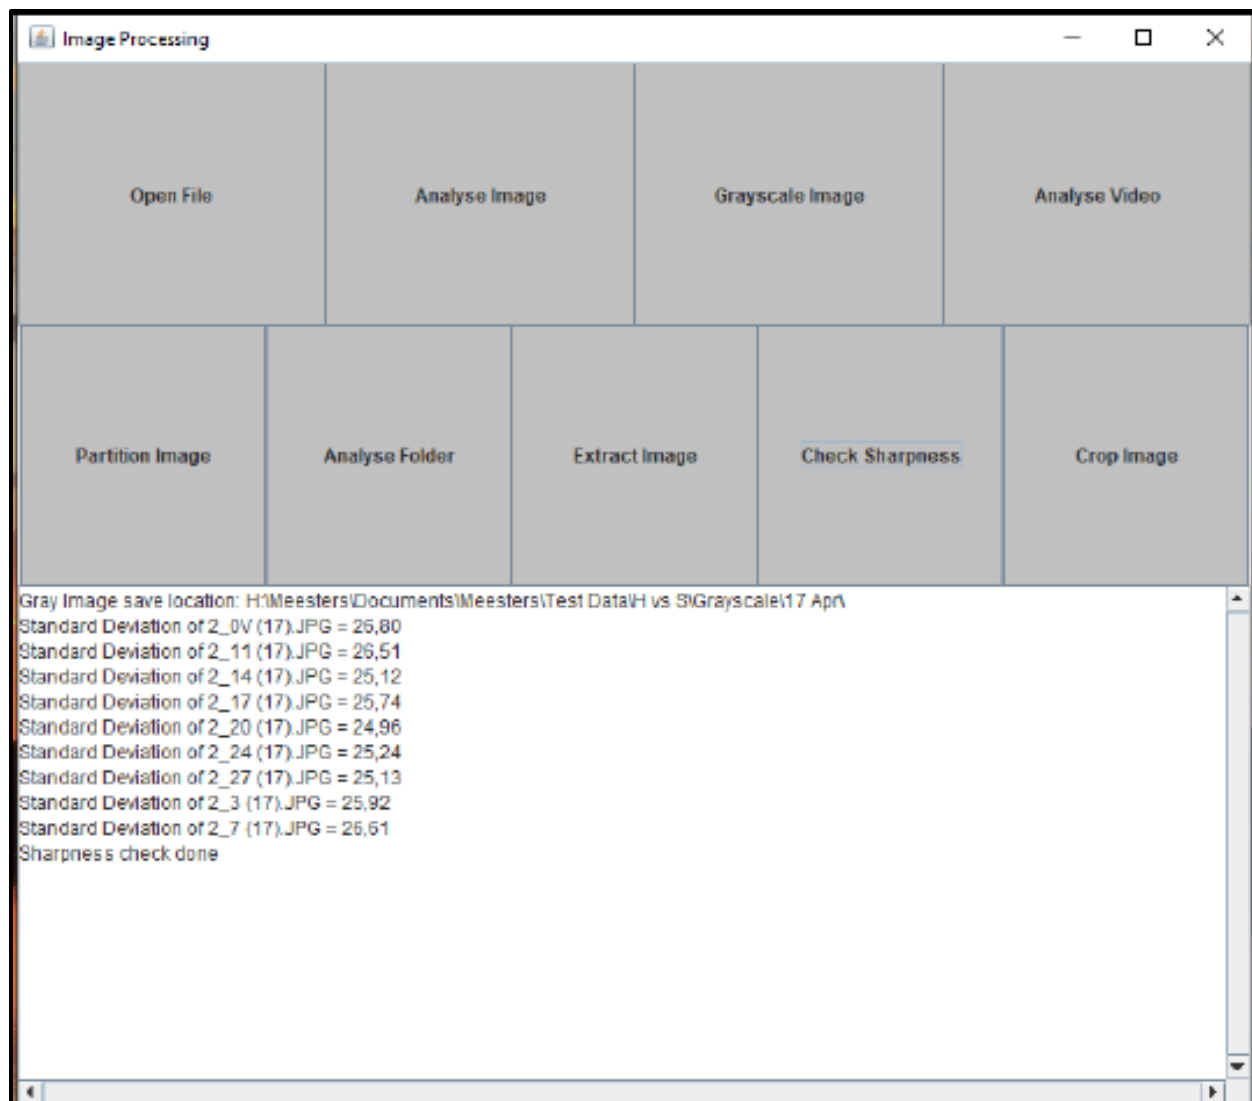 Image Processing
Open File
Analyse Image
Grayscale Image
Analyse Video
Partition Image
Analyse Folder
Extract Image
Check Sharpness
Crop Image
Gray Image save location: H:\Meesters\Documents\Meesters\Test Data\H vs S\Grayscale\17 Apr\
Standard Deviation of 2_0V (17).JPG = 26,80
Standard Deviation of 2_11 (17).JPG = 26,51
Standard Deviation of 2_14 (17).JPG = 25,12
Standard Deviation of 2_17 (17).JPG = 25,74
Standard Deviation of 2_20 (17).JPG = 24,96
Standard Deviation of 2_24 (17).JPG = 25,24
Standard Deviation of 2_27 (17).JPG = 25,13
Standard Deviation of 2_3 (17).JPG = 25,92
Standard Deviation of 2_7 (17).JPG = 26,61
Sharpness check done